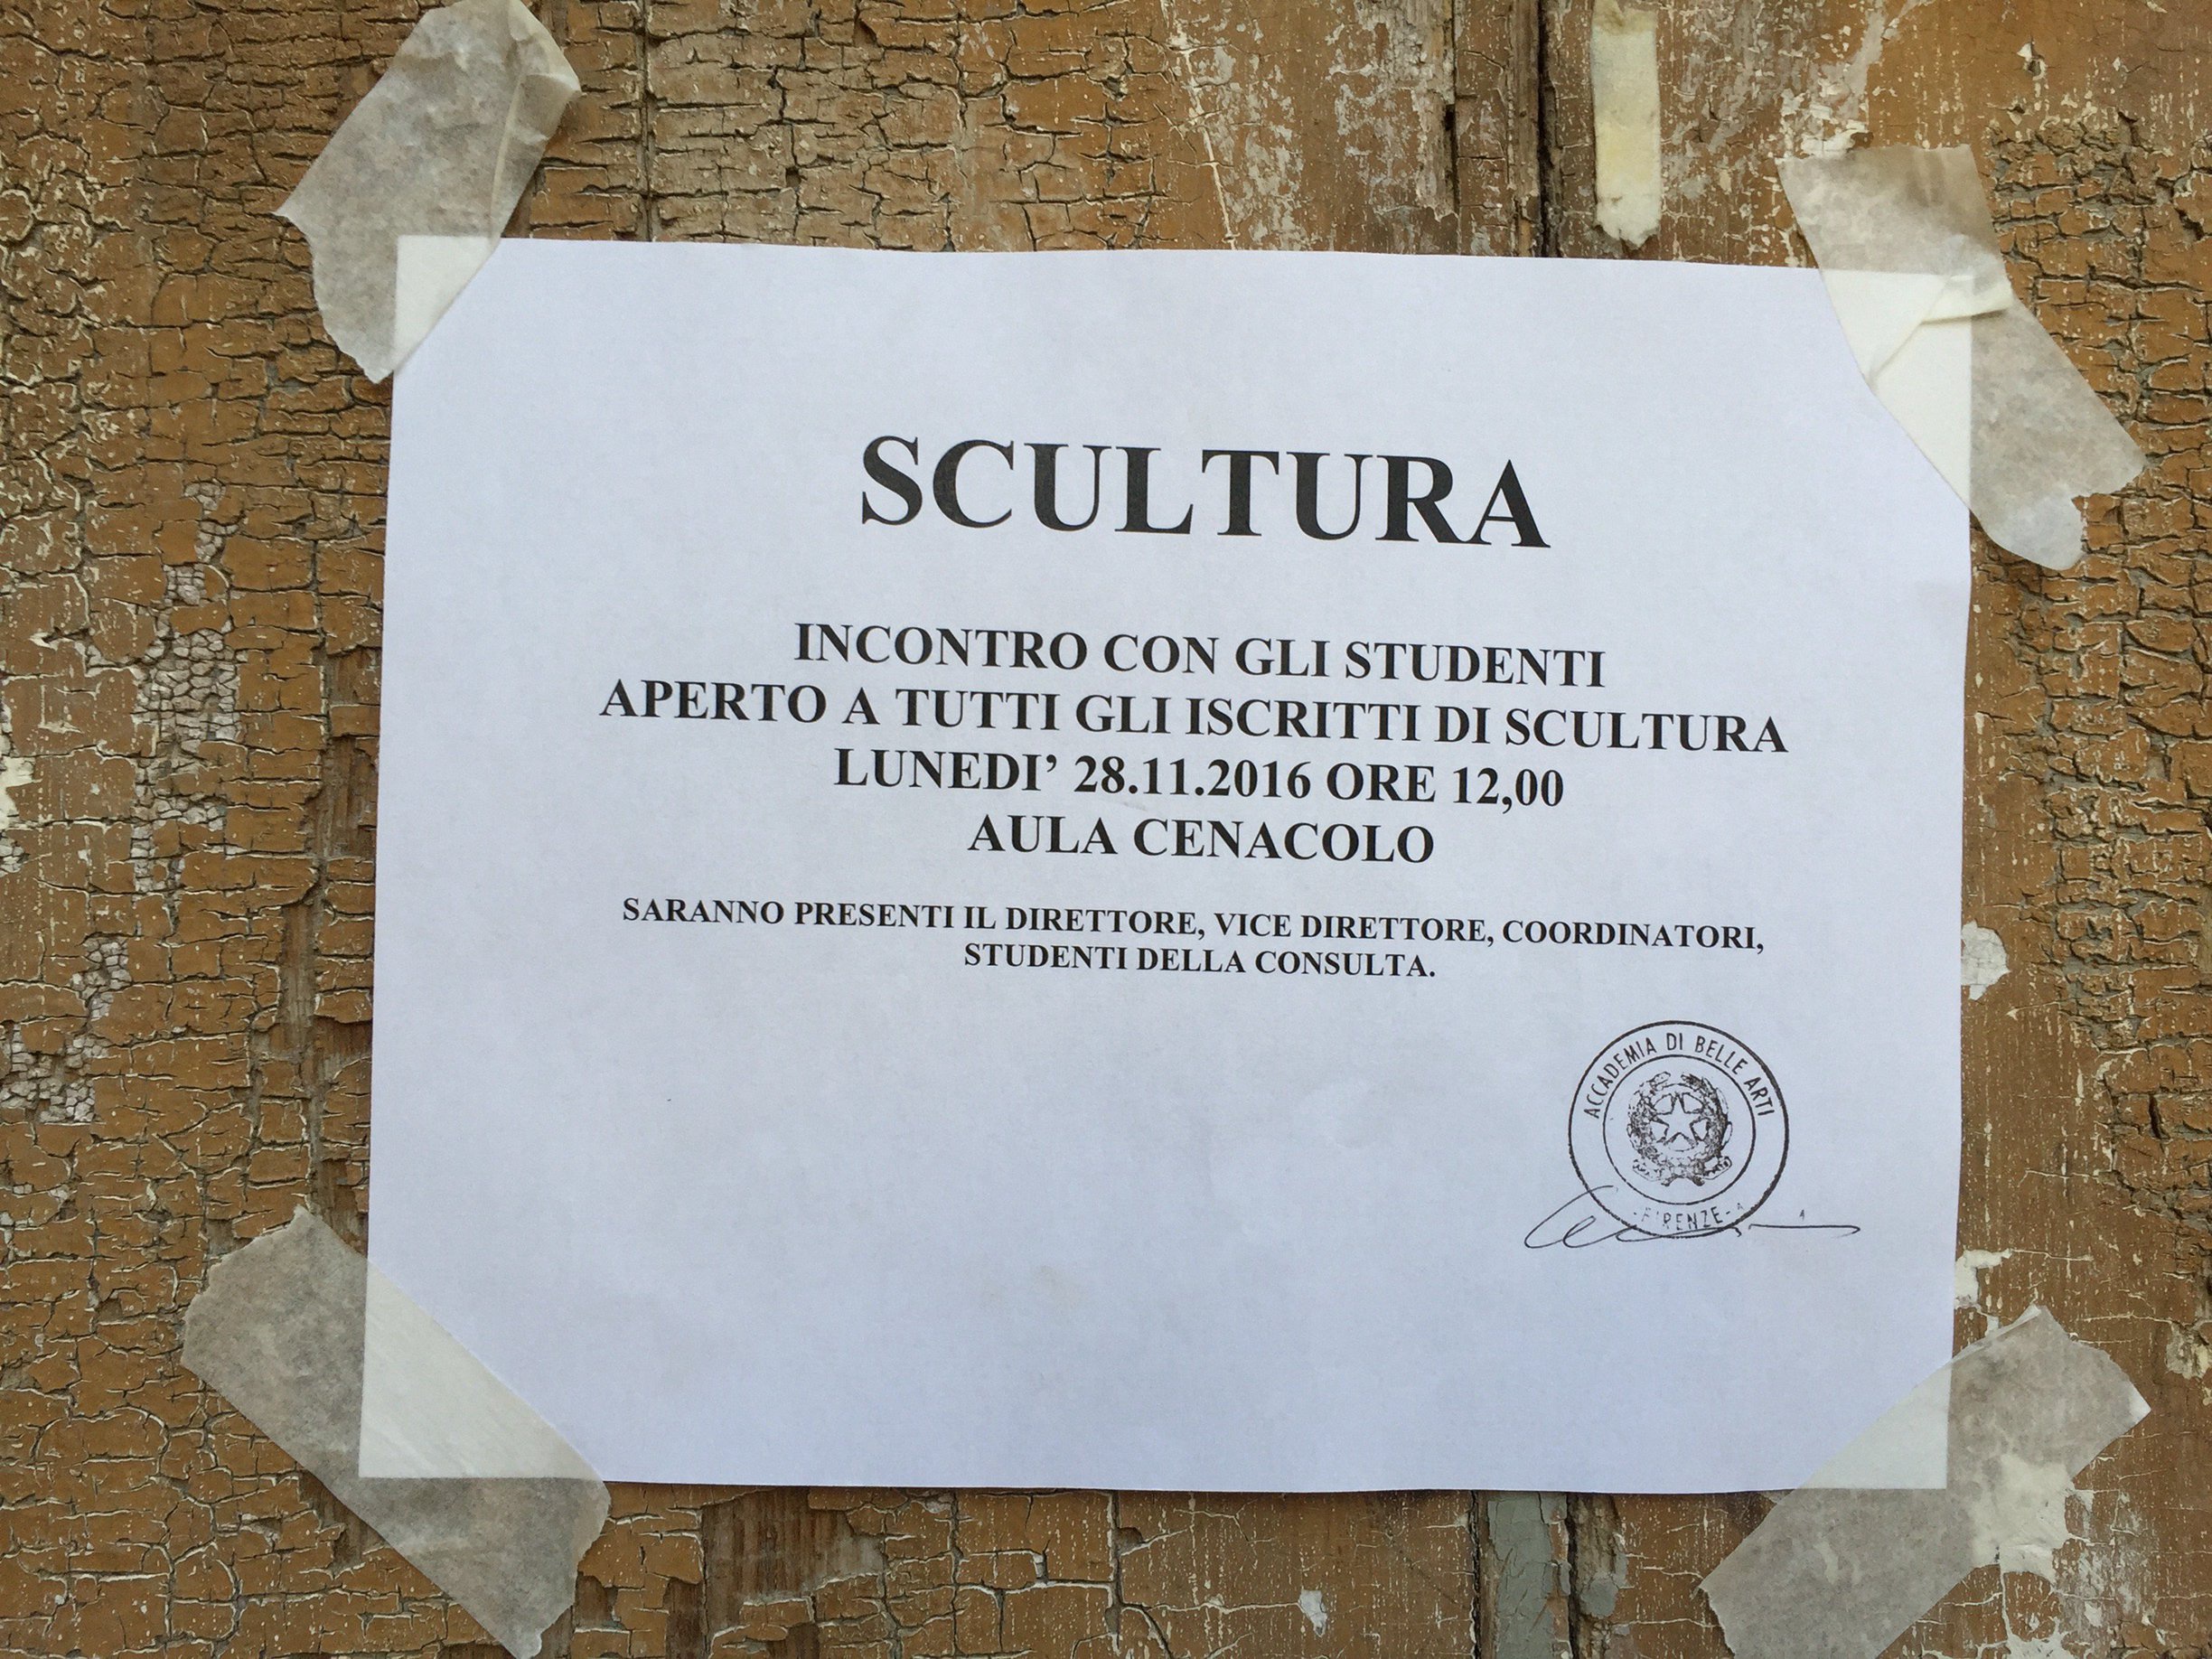 SCULTURA
INCONTRO CON GLI STUDENTI
APERTO A TUTTI GLI ISCRITTI DI SCULTURA
LUNEDI’ 28.11.2016 ORE 12,00
AULA CENACOLO
SARANNO PRESENTI IL DIRETTORE, VICE DIRETTORE, COORDINATORI,
STUDENTI DELLA CONSULTA.
ACCADEMIA DI BELLE ARTI
-FIRENZE-